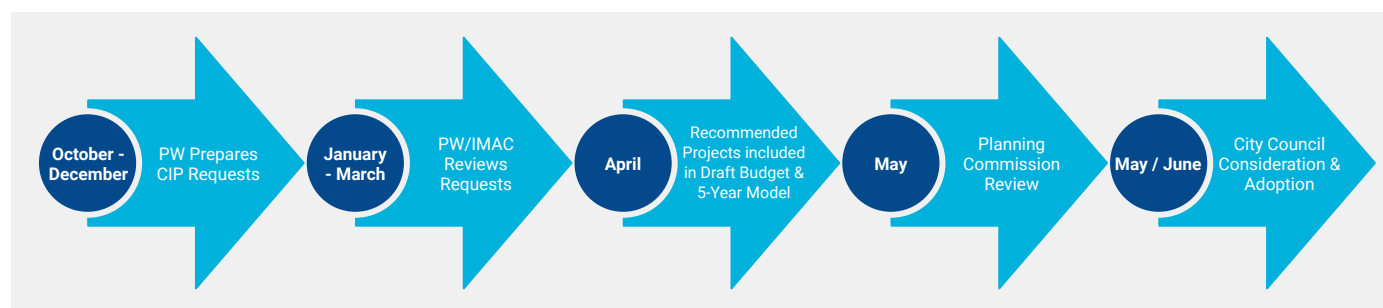 October -
December
PW Prepares
CIP Requests
January
- March
PW/IMAC
Reviews
Requests
April
Recommended
Projects included
in Draft Budget &
5-Year Model
May
Planning
Commission
Review
May / June
City Council
Consideration &
Adoption